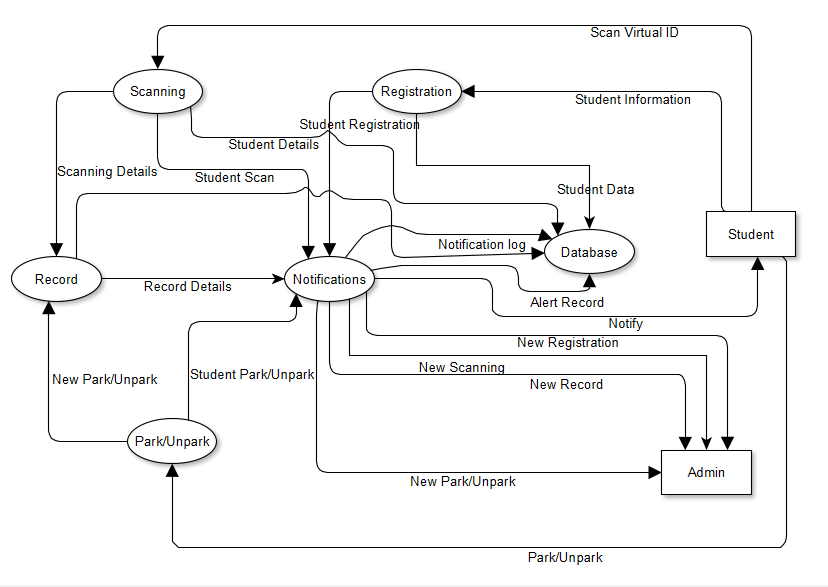 Scan Virtual ID
Scanning
Registration
Student Information
Student Registration
Student Details
Scanning Details
Student Scan
Student Data
Student
Notification log
Database
Record
Notifications
Record Details
Alert Record
Notify
New Registration
New Scanning
Student Park/Unpark
New Park/Unpark
New Record
Park/Unpark
Admin
New Park/Unpark
Park/Unpark